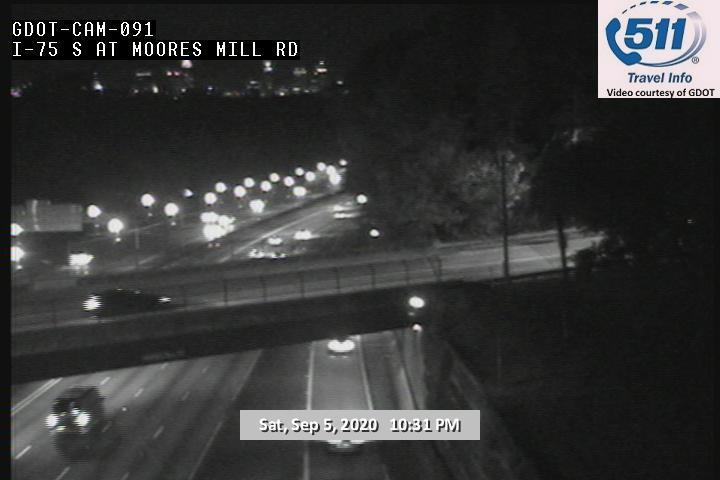 GDOT-CAM-091
I-75 S AT MOORES MILL RD
511
®
Travel Info
Video courtesy of GDOT
Sat, Sep 5, 2020 10:31 PM